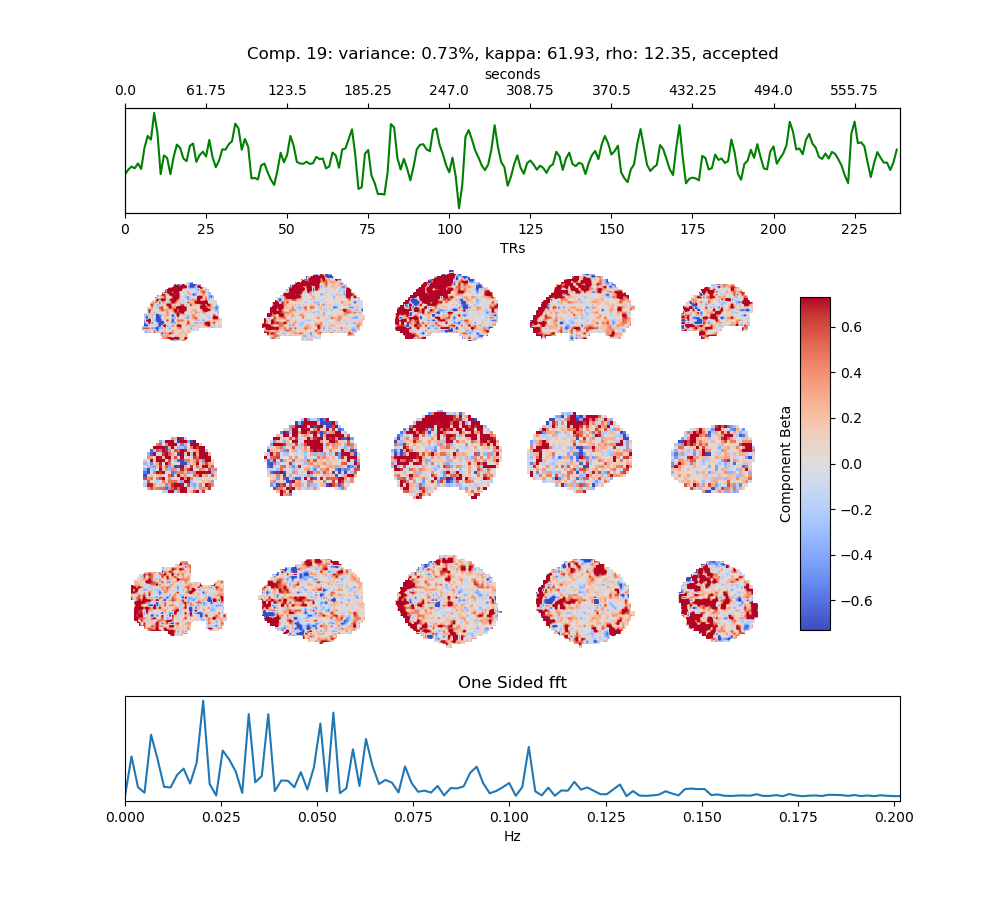 Comp. 19: variance: 0.73%, kappa: 61.93, rho: 12.35, accepted
seconds
0.0 61.75 123.5 185.25 247.0 308.75 370.5 432.25 494.0 555.75
0 25 50 75 100 125 150 175 200 225
TRs
0.6
0.4
0.2
0.0
−0.2
−0.4
−0.6
Component Beta
One Sided fft
0.000 0.025 0.050 0.075 0.100 0.125 0.150 0.175 0.200
Hz